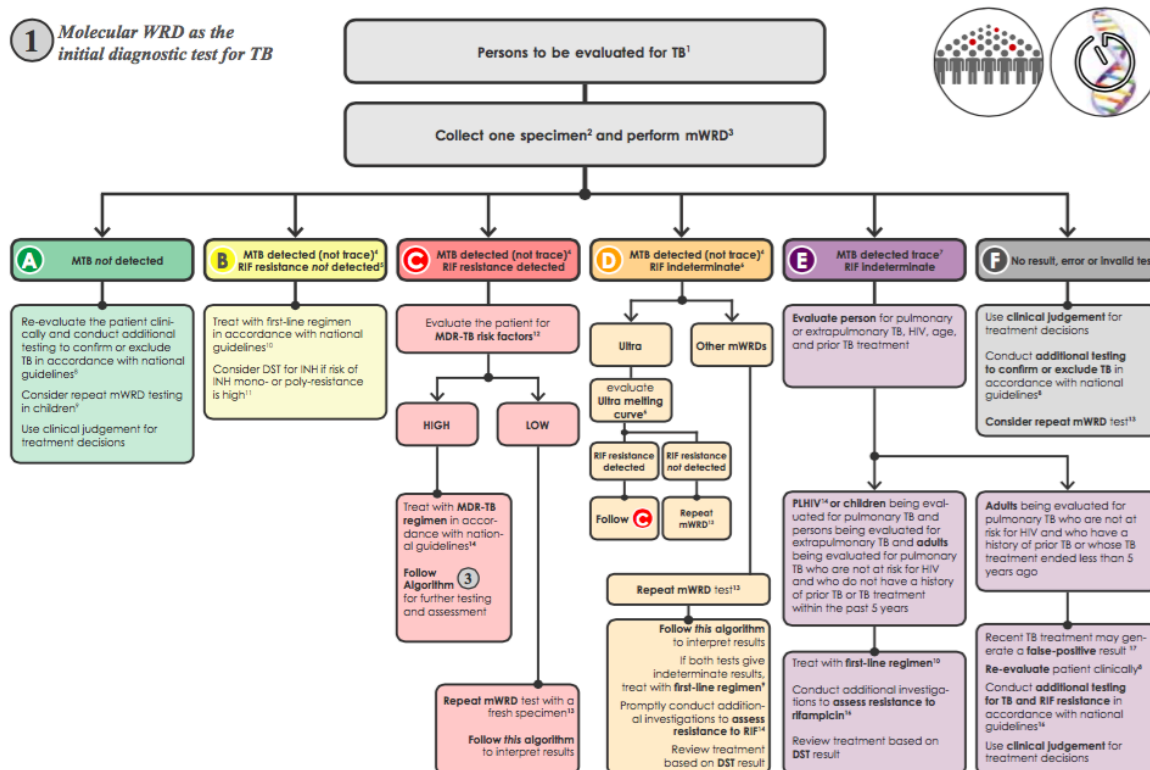 1
Molecular WRD as the
initial diagnostic test for TB
Persons to be evaluated for TB¹
Collect one specimen² and perform mWRD³
A
MTB not detected
Re-evaluate the patient clini-
cally and conduct additional
testing to confirm or exclude
TB in accordance with national
guidelines⁸
Consider repeat mWRD testing
in children⁹
Use clinical judgement for
treatment decisions
B
MTB detected (not trace)⁴
RIF resistance not detected⁵
Treat with first-line regimen
in accordance with national
guidelines¹⁰
Consider DST for INH if risk of
INH mono- or poly-resistance
is high¹¹
C
MTB detected (not trace)⁴
RIF resistance detected
Evaluate the patient for
MDR-TB risk factors¹²
HIGH
LOW
Treat with MDR-TB
regimen in accor-
dance with natio-
nal guidelines¹⁴
Follow
Algorithm 3
for further testing
and assessment
Repeat mWRD test with a
fresh specimen¹³
Follow this algorithm
to interpret results
D
MTB detected (not trace)⁴
RIF indeterminate⁶
Ultra
Other mWRDs
evaluate
Ultra melting
curve⁶
RIF resistance
detected
RIF resistance
not detected
Follow C
Repeat
mWRD¹³
Repeat mWRD test¹³
Follow this algorithm
to interpret results
If both tests give
indeterminate results,
treat with first-line regimen⁹
Promptly conduct addition-
al investigations to assess
resistance to RIF¹⁴
Review treatment
based on DST result
E
MTB detected trace⁷
RIF indeterminate
Evaluate person for pulmonary
or extrapulmonary TB, HIV, age,
and prior TB treatment
PLHIV¹⁴ or children being eval-
uated for pulmonary TB and
persons being evaluated for
extrapulmonary TB and adults
being evaluated for pulmonary
TB who are not at risk for HIV
and who do not have a history
of prior TB or TB treatment
within the past 5 years
Treat with first-line regimen¹⁰
Conduct additional investiga-
tions to assess resistance to
rifampicin¹⁶
Review treatment based on
DST result
Adults being evaluated for
pulmonary TB who are not at
risk for HIV and who have a
history of prior TB or whose TB
treatment ended less than 5
years ago
Recent TB treatment may gen-
erate a false-positive result ¹⁷
Re-evaluate patient clinically⁸
Conduct additional testing
for TB and RIF resistance in
accordance with national
guidelines¹⁶
Use clinical judgement for
treatment decisions
F
No result, error or invalid tes
Use clinical judgement for
treatment decisions
Conduct additional testing
to confirm or exclude TB in
accordance with national
guidelines⁸
Consider repeat mWRD test¹³